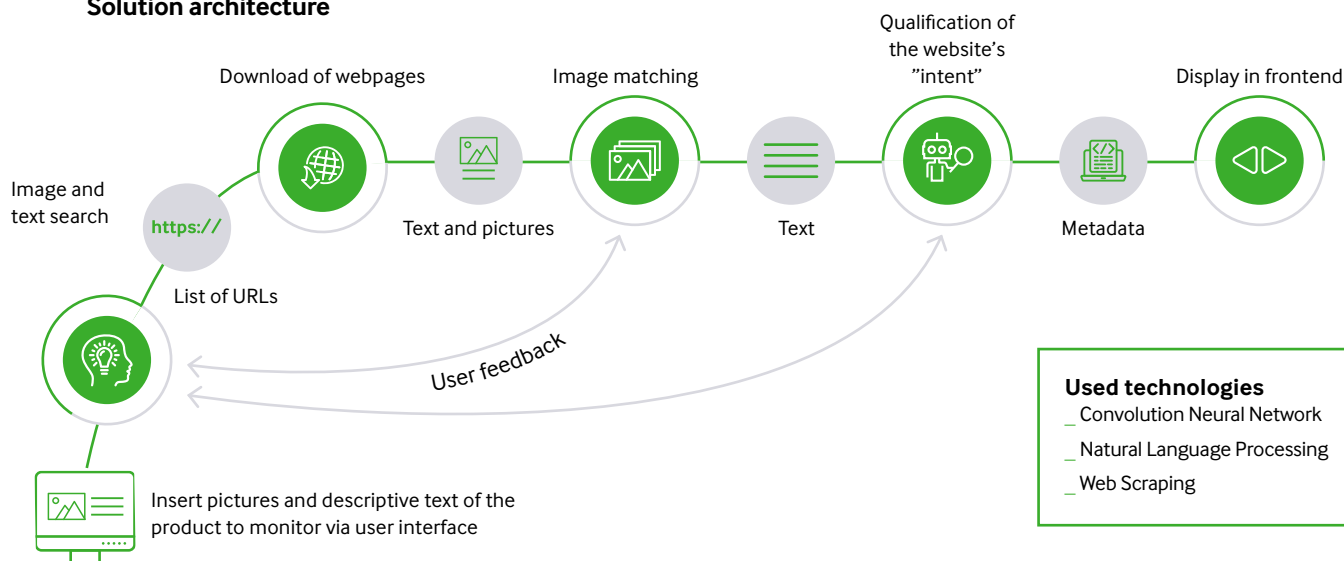 Solution architecture
Qualification of
the website's
”intent”
Download of webpages
Image matching
Display in frontend
Image and
text search
https://
Text and pictures
Text
Metadata
List of URLs
User feedback
Used technologies
_ Convolution Neural Network
_ Natural Language Processing
_ Web Scraping
Insert pictures and descriptive text of the
product to monitor via user interface